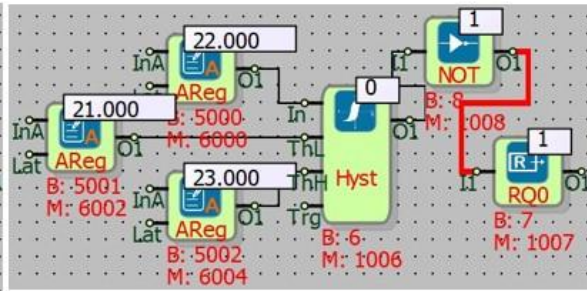 22.000
InA
O1
AReg
B: 5000
M: 6000
21.000
InA
O1
Lat
AReg
B: 5001
M: 6002
23.000
InA
O1
Lat
AReg
B: 5002
M: 6004
0
In
ThL
O1
ThH
Hyst
Trg
B: 6
M: 1006
1
I1
O1
NOT
B: 8
M: 1008
1
R
I1
O1
RQ0
B: 7
M: 1007